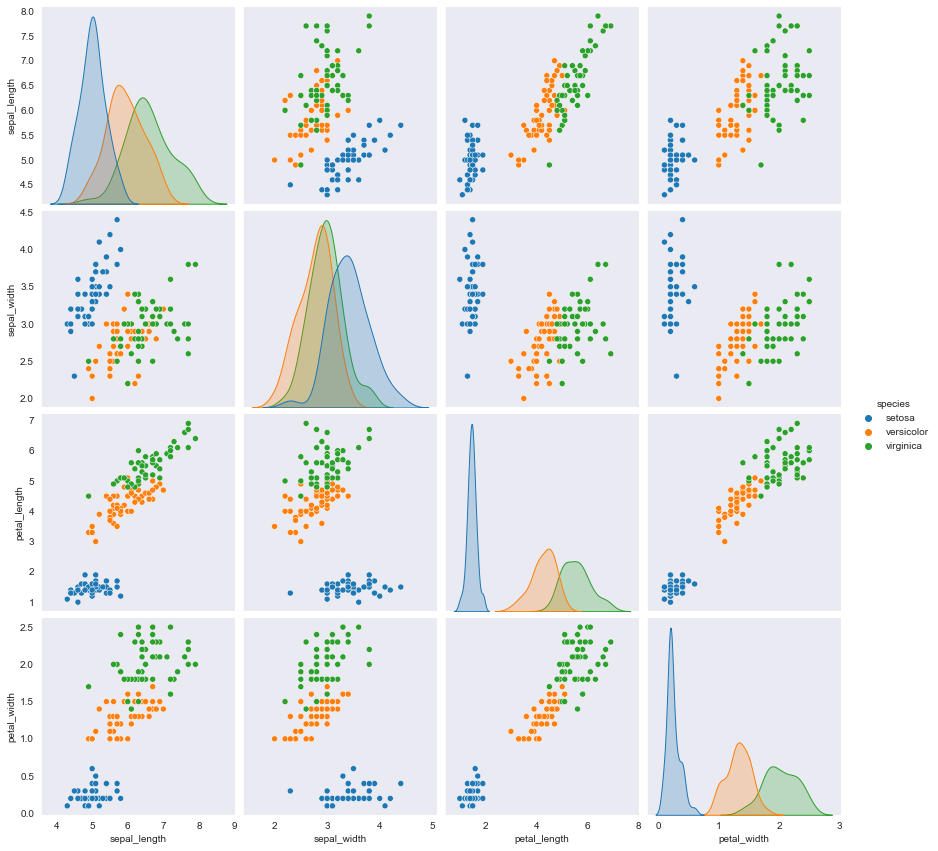 8.0
7.5
7.0
6.5
6.0
5.5
5.0
4.5
sepal_length
4.5
4.0
3.5
3.0
2.5
2.0
sepal_width
7
6
5
4
3
2
1
petal_length
2.5
2.0
1.5
1.0
0.5
0.0
petal_width
4 5 6 7 8 9
sepal_length
2 3 4 5
sepal_width
2 4 6 8
petal_length
0 1 2 3
petal_width
species
setosa
versicolor
virginica